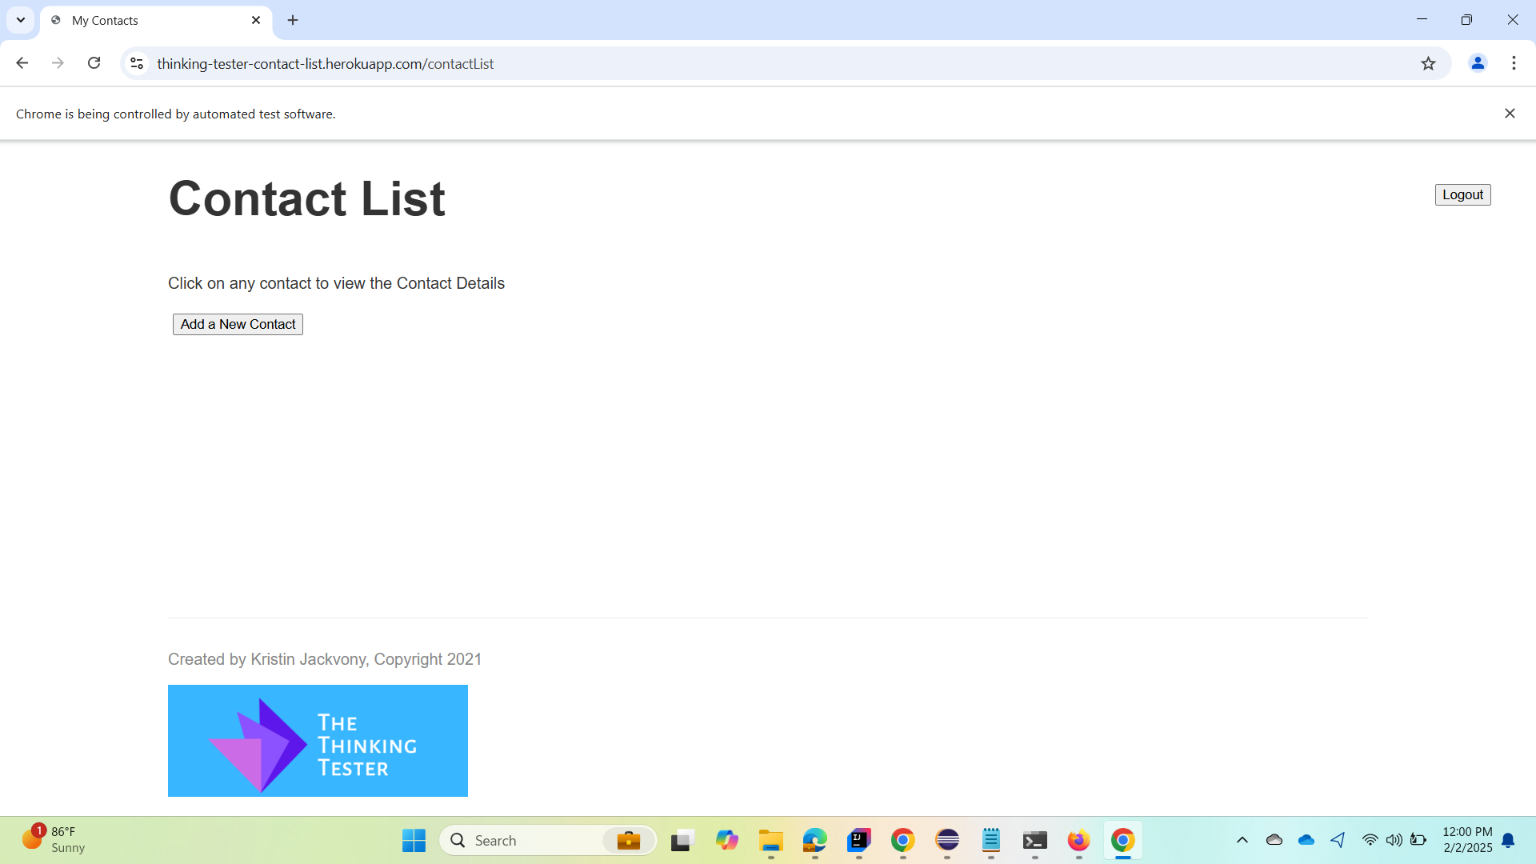 My Contacts
thinking-tester-contact-list.herokuapp.com/contactList
Chrome is being controlled by automated test software.
Contact List
Logout
Click on any contact to view the Contact Details
Add a New Contact
Created by Kristin Jackvony, Copyright 2021
THE
THINKING
TESTER
1
86°F
Sunny
Search
IJ
12:00 PM
2/2/2025